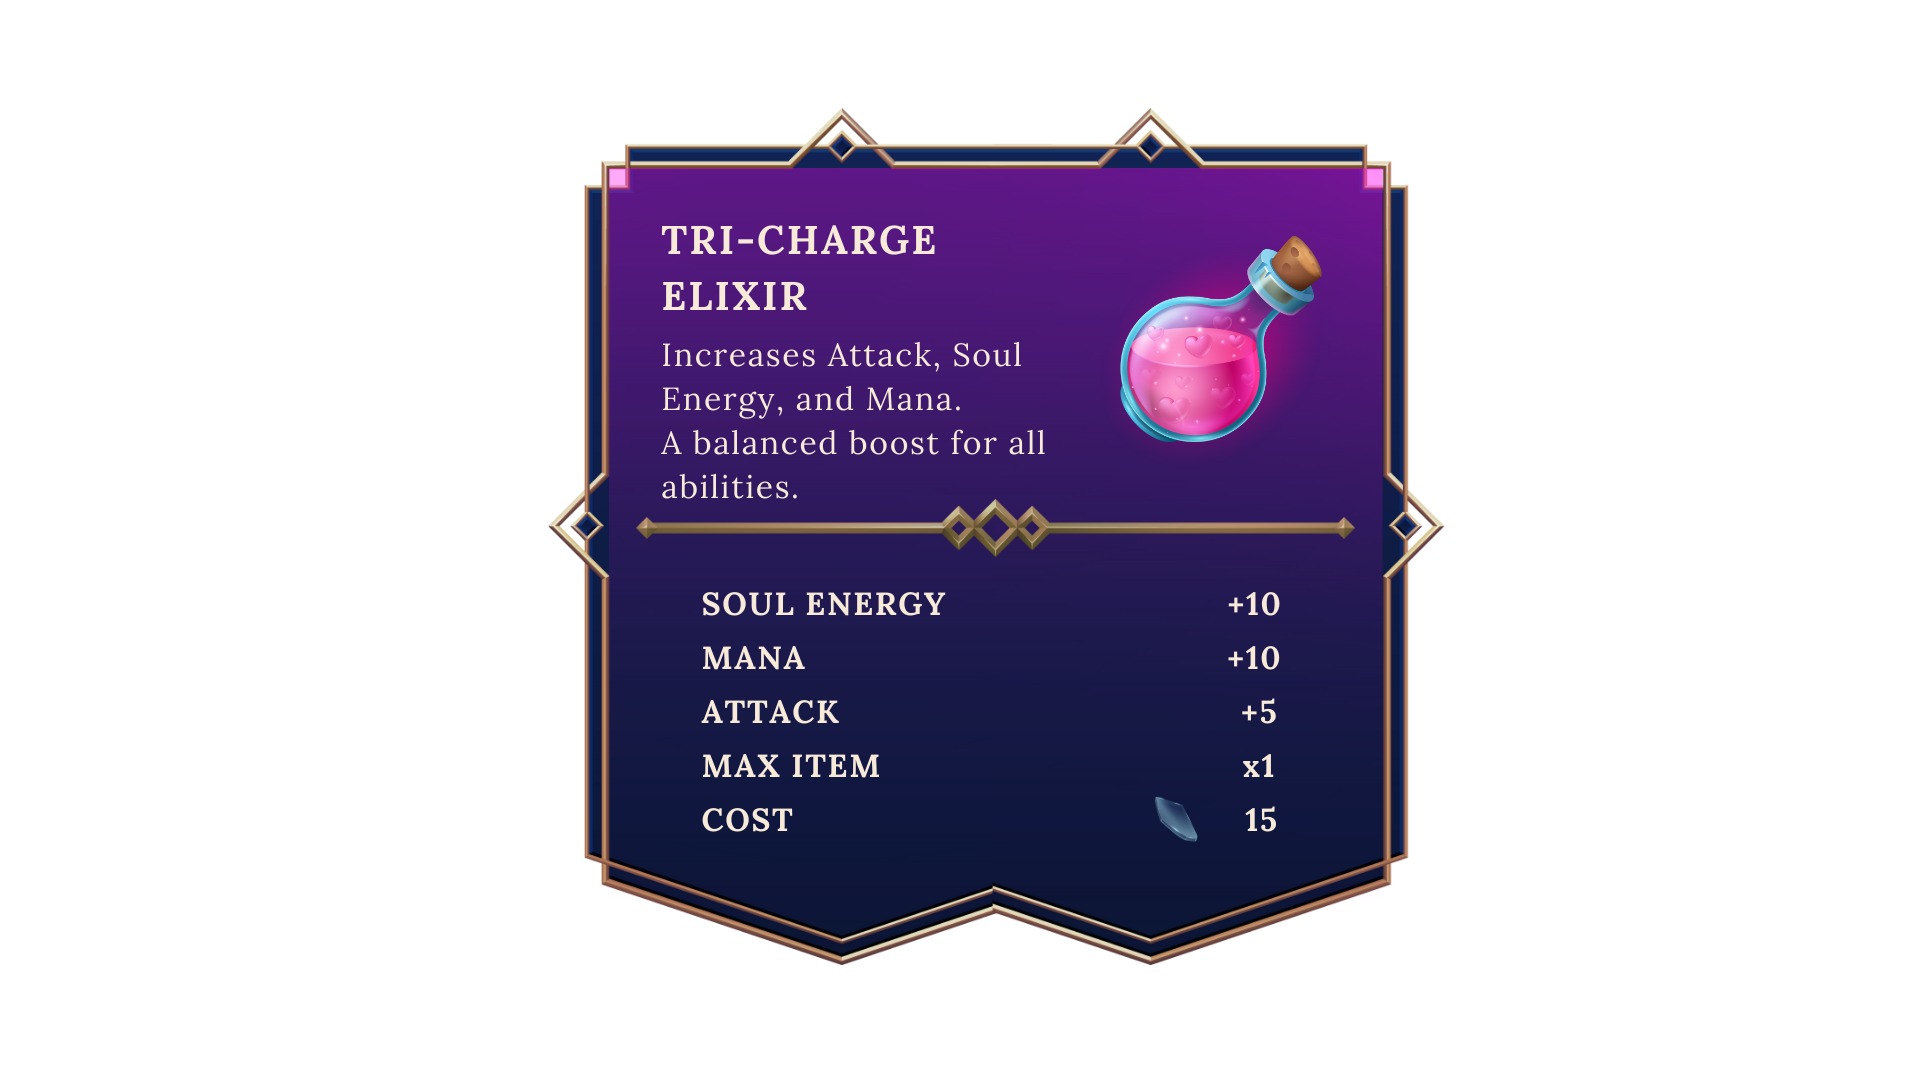 TRI-CHARGE
ELIXIR
Increases Attack, Soul
Energy, and Mana.
A balanced boost for all
abilities.
SOUL ENERGY +10
MANA +10
ATTACK +5
MAX ITEM x1
COST 15